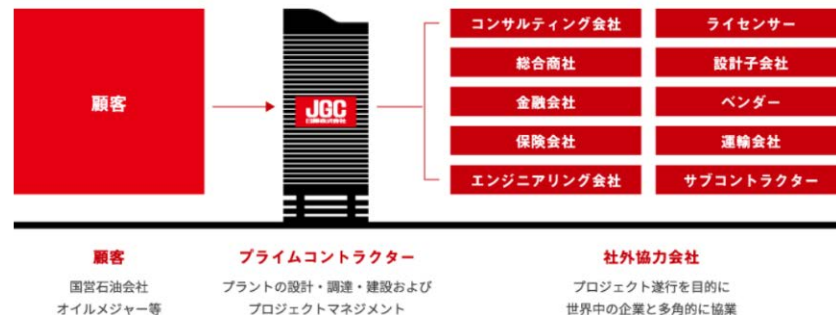 顧客
JGC
コンサルティング会社
ライセンサー
総合商社
設計子会社
金融会社
ベンダー
保険会社
運輸会社
エンジニアリング会社
サブコントラクター
顧客
国営石油会社
オイルメジャー等
プライムコントラクター
プラントの設計・調達・建設および
プロジェクトマネジメント
社外協力会社
プロジェクト遂行を目的に
世界中の企業と多角的に協業